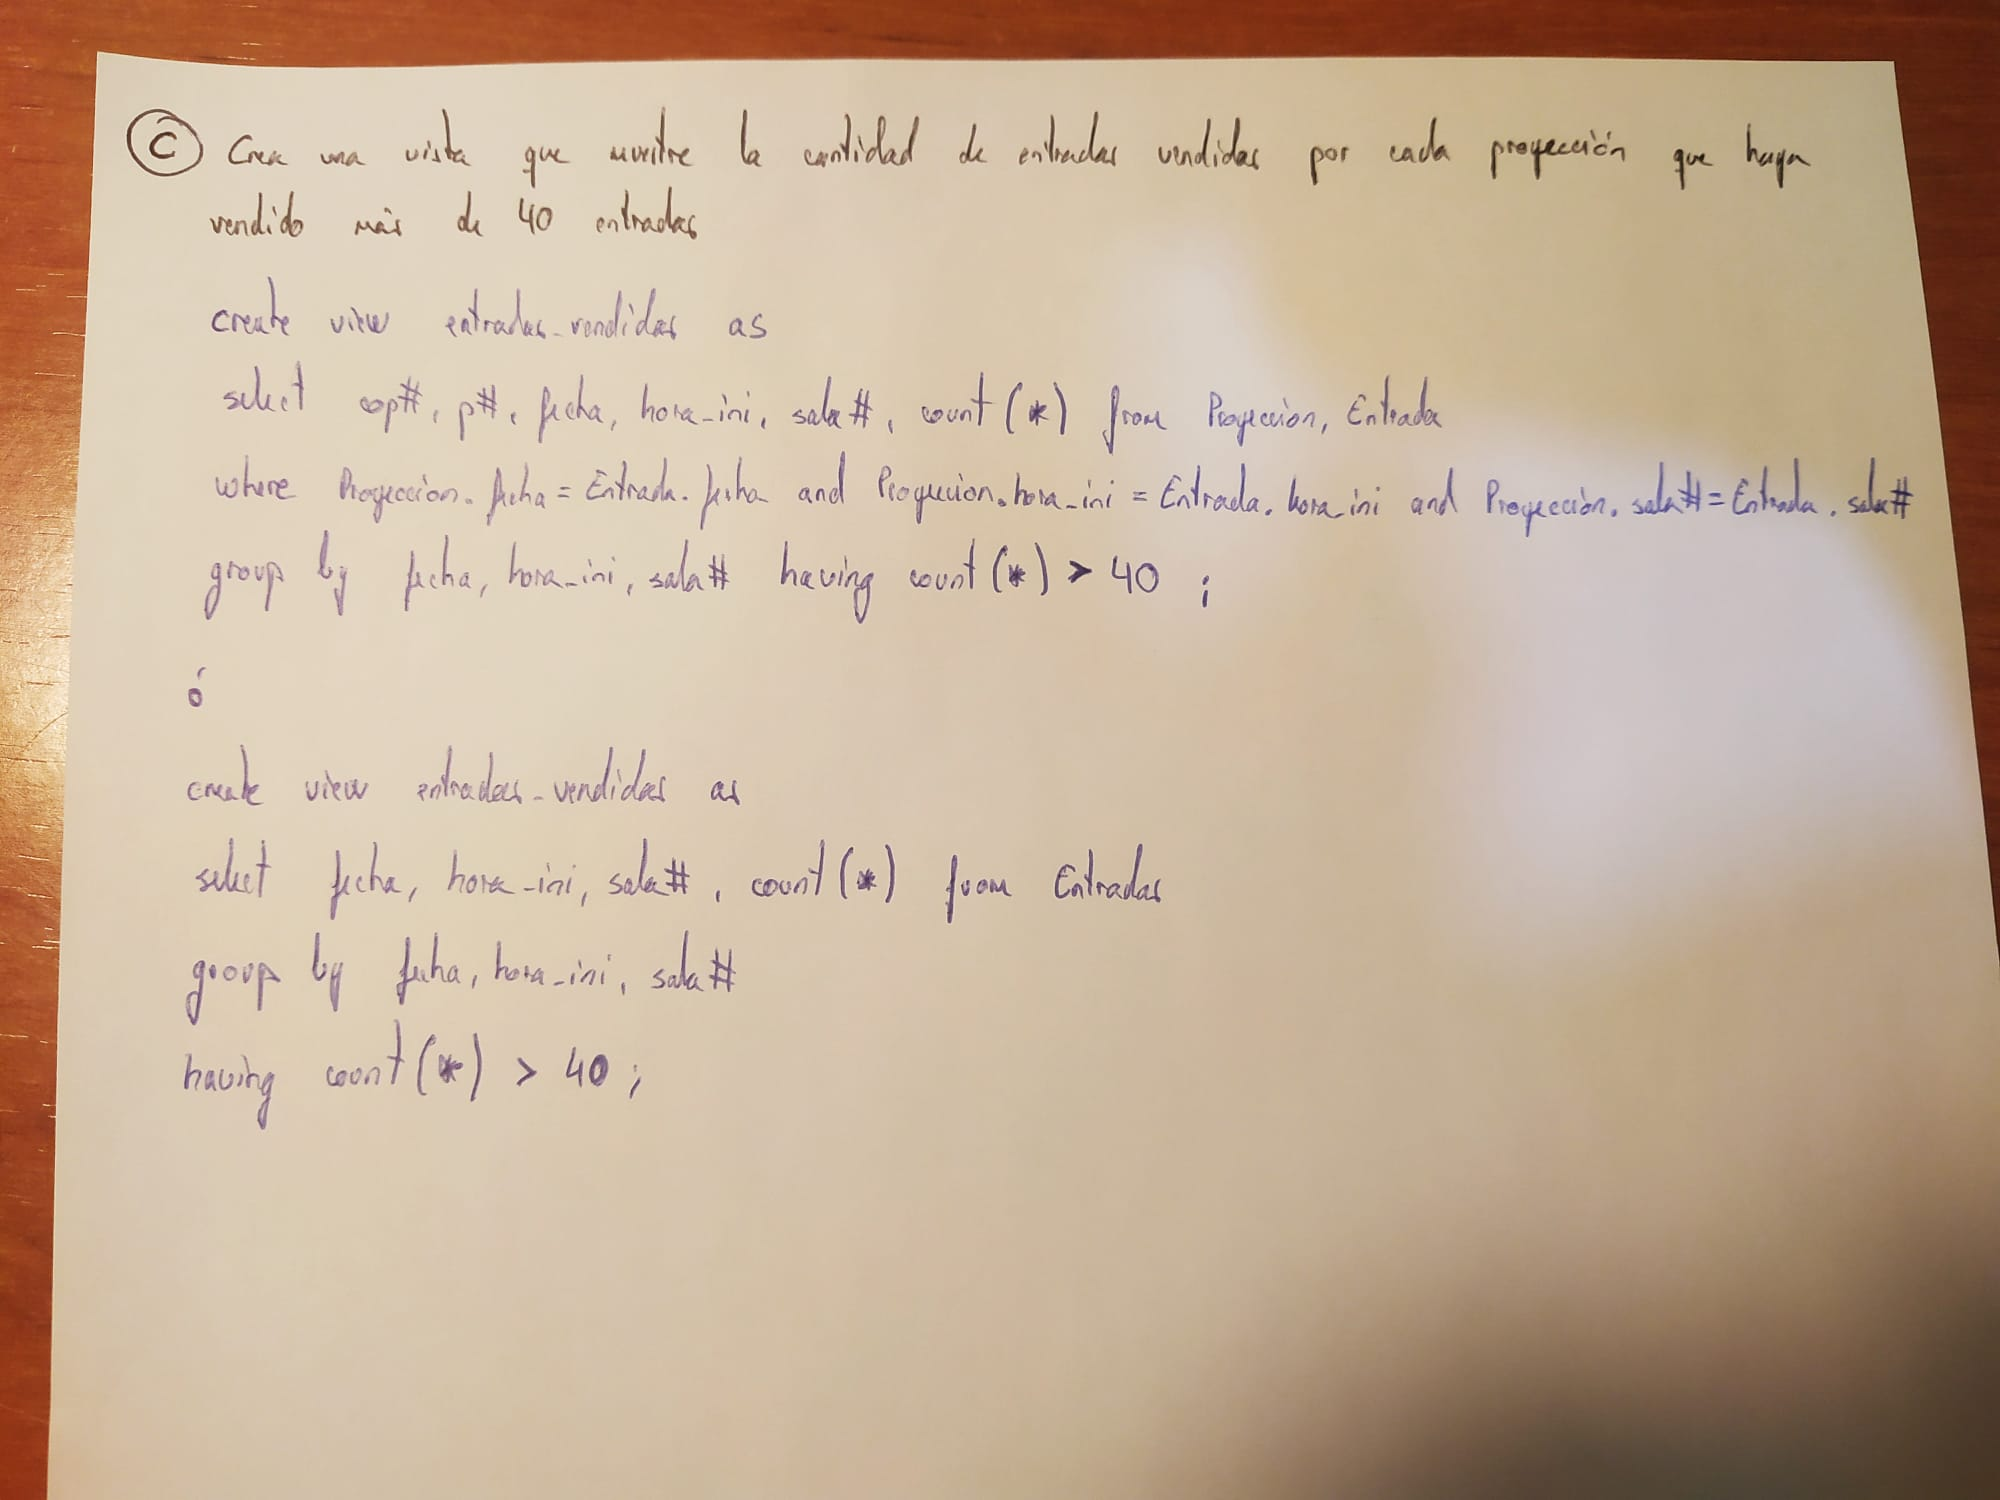 C Crea una vista que muestre la cantidad de entradas vendidas por cada proyección que haya
vendido más de 40 entradas
create view entradas_vendidas as
select cop#, p#, fecha, hora_ini, sala#, count(*) from Proyeccion, Entrada
where Proyeccion.fecha = Entrada.fecha and Proyeccion.hora_ini = Entrada.hora_ini and Proyección.sala# = Entrada.sala#
group by fecha, hora_ini, sala# having count(*) > 40 ;
ó
create view entradas_vendidas as
select fecha, hora_ini, sala#, count(*) from Entradas
group by fecha, hora_ini, sala#
having count(*) > 40 ;